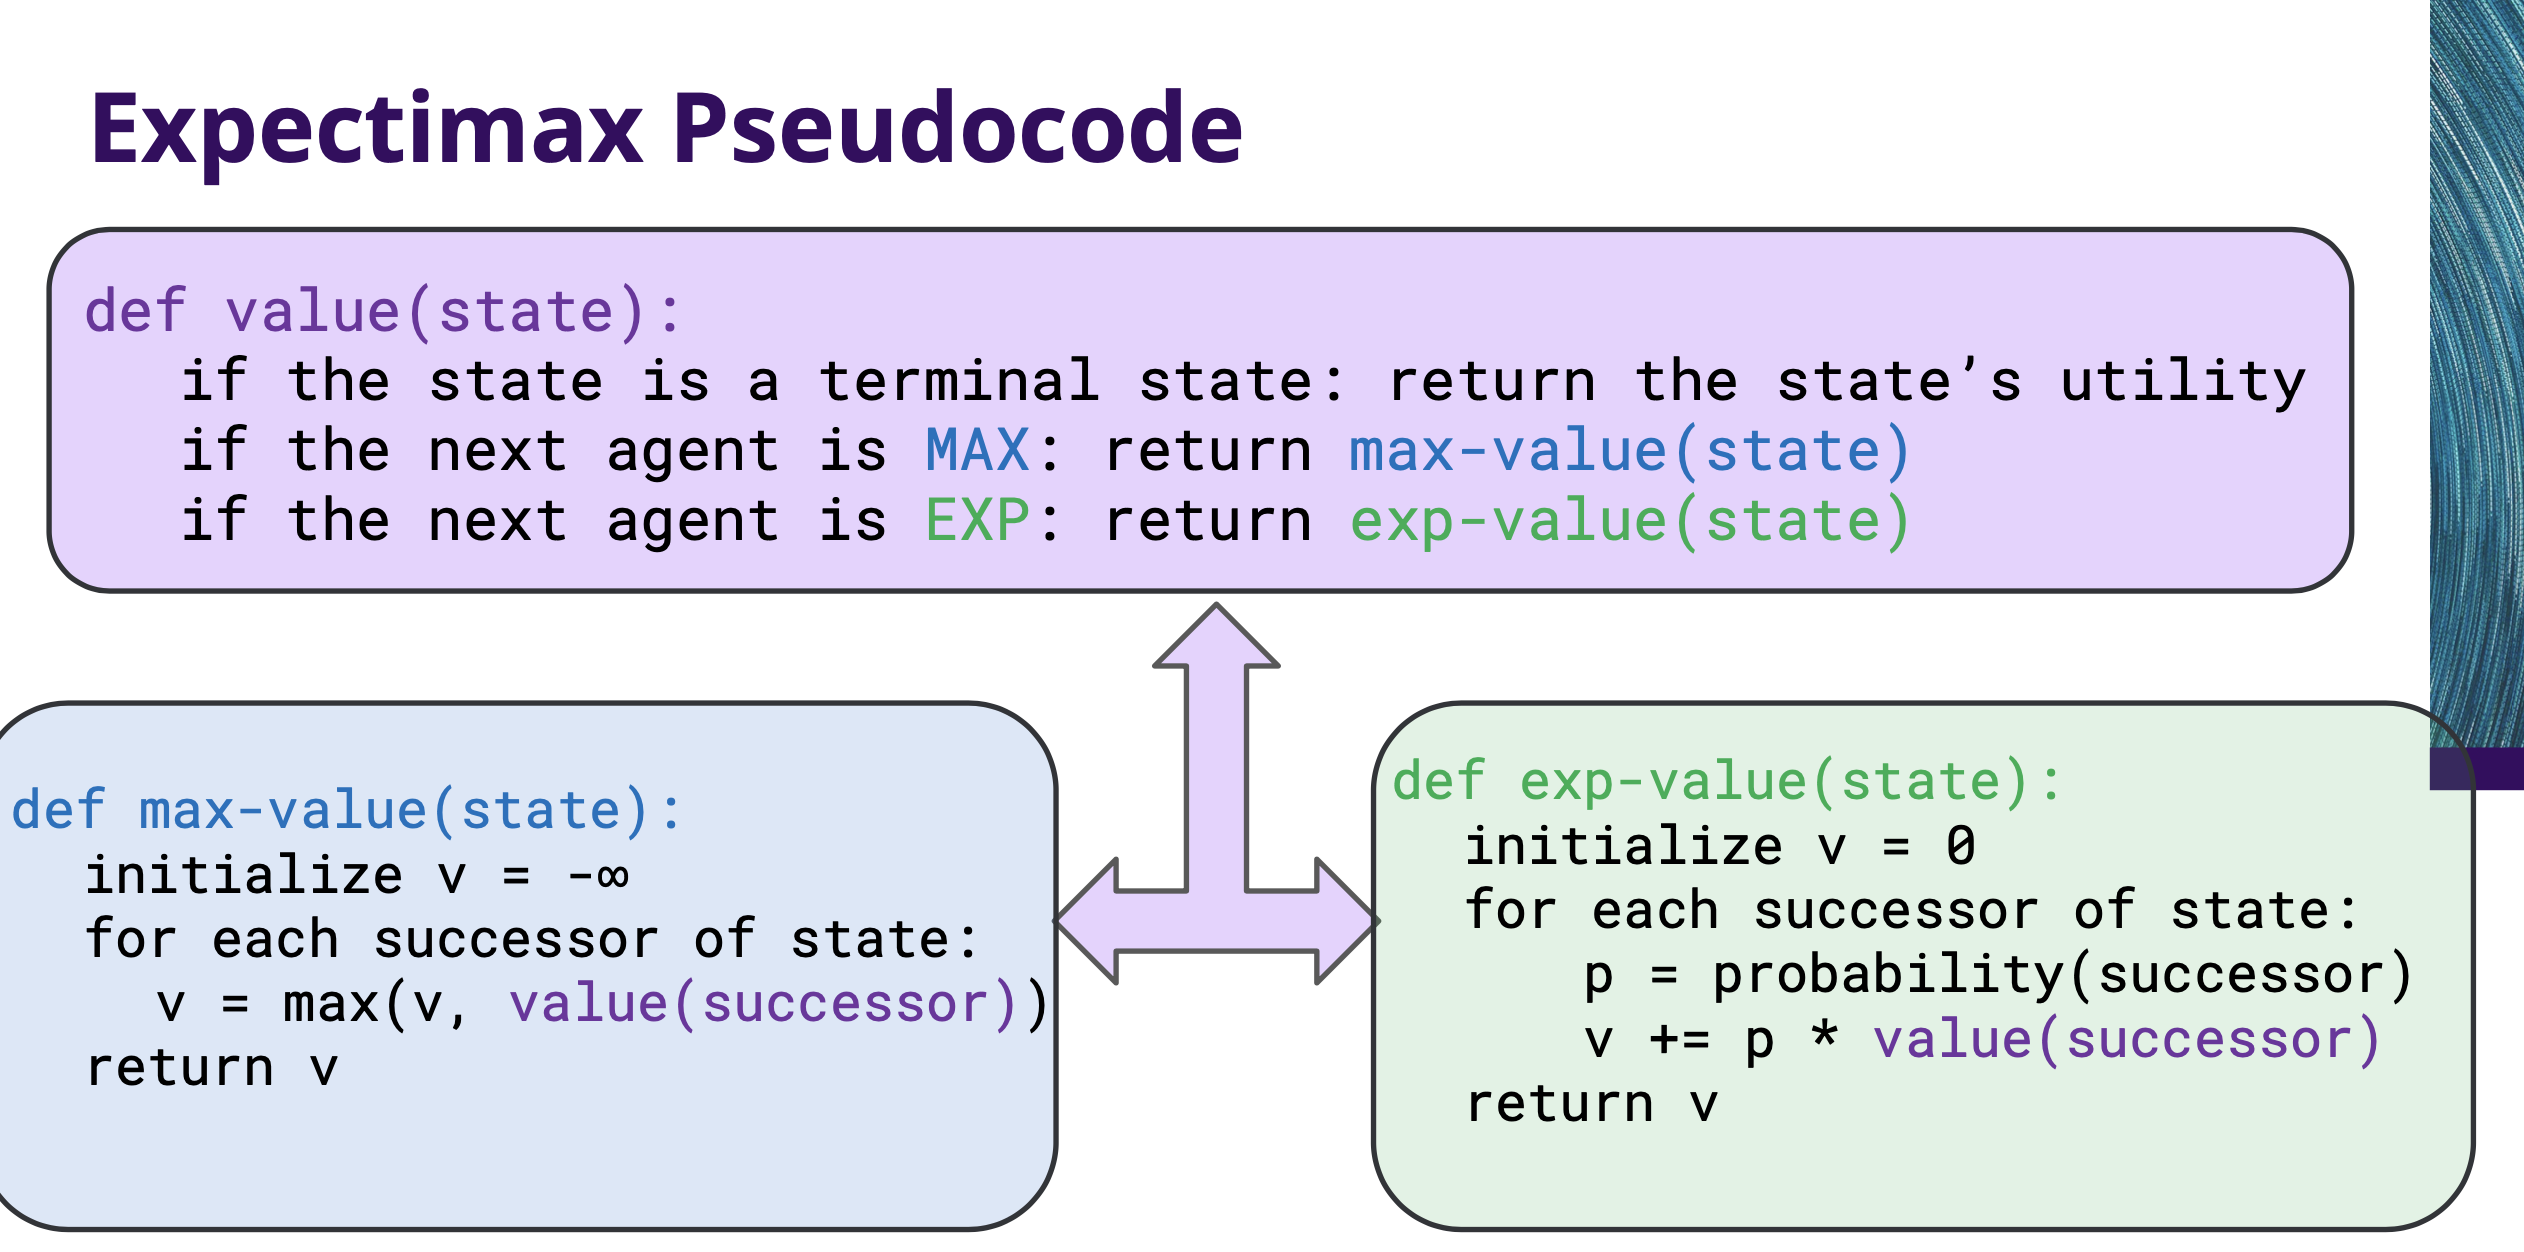 Expectimax Pseudocode
def value(state):
if the state is a terminal state: return the state’s utility
if the next agent is MAX: return max-value(state)
if the next agent is EXP: return exp-value(state)
def max-value(state):
initialize v = -∞
for each successor of state:
v = max(v, value(successor))
return v
def exp-value(state):
initialize v = 0
for each successor of state:
p = probability(successor)
v += p * value(successor)
return v